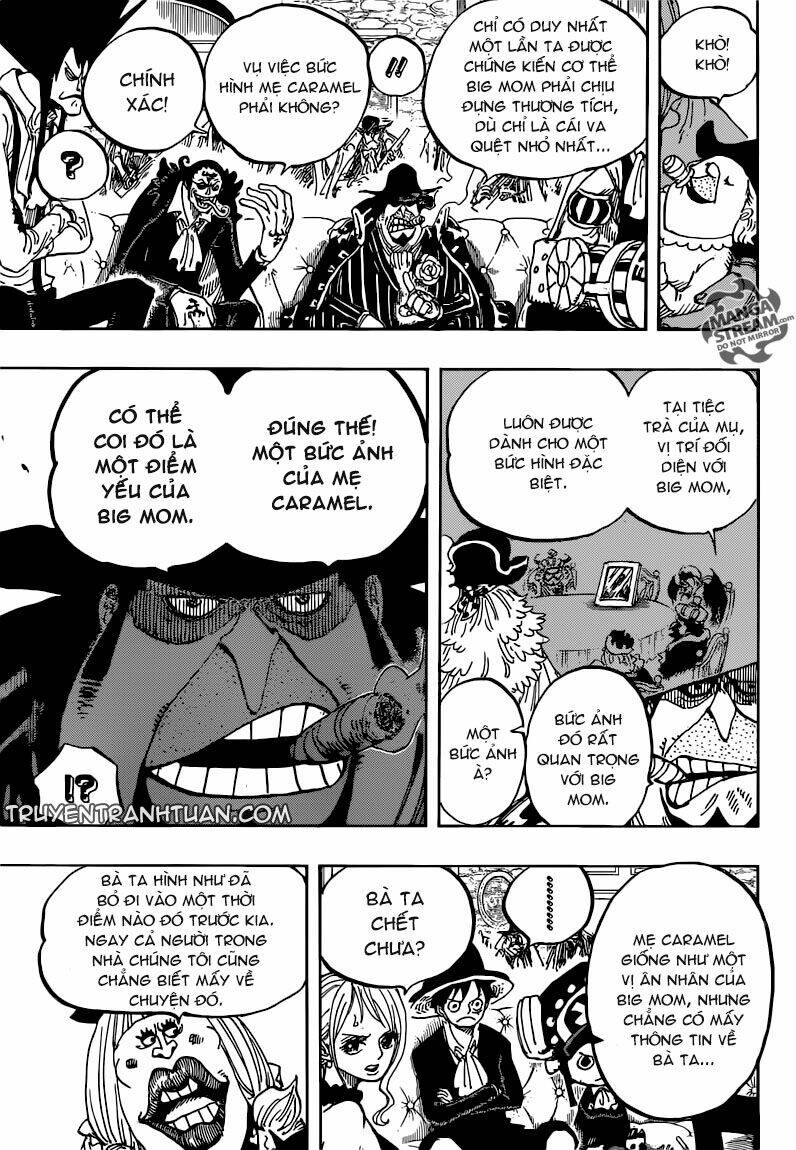 KHÒ!
KHÒ!
CHỈ CÓ DUY NHẤT
MỘT LẦN TA ĐƯỢC
CHỨNG KIẾN CƠ THỂ
BIG MOM PHẢI CHỊU
ĐỰNG THƯƠNG TÍCH,
DÙ CHỈ LÀ CÁI VA
QUỆT NHỎ NHẤT...
!!
VỤ VIỆC BỨC
HÌNH MẸ CARAMEL
PHẢI KHÔNG?
CHÍNH
XÁC!
?
MANGA
STREAM.com
DO NOT MIRROR
TẠI TIỆC
TRÀ CỦA MỤ,
VỊ TRÍ ĐỐI
DIỆN VỚI
BIG MOM,
LUÔN ĐƯỢC
DÀNH CHO MỘT
BỨC HÌNH ĐẶC
BIỆT.
BỨC ẢNH
ĐÓ RẤT
QUAN TRỌNG
VỚI BIG
MOM.
MỘT
BỨC ẢNH
À?
ĐÚNG THẾ!
MỘT BỨC ẢNH
CỦA MẸ
CARAMEL.
CÓ THỂ
COI ĐÓ LÀ
MỘT ĐIỂM
YẾU CỦA
BIG MOM.
!?
TRUYENTRANHTUAN.COM
MẸ CARAMEL
GIỐNG NHƯ MỘT
VỊ ÂN NHÂN CỦA
BIG MOM, NHƯNG
CHẲNG CÓ MẤY
THÔNG TIN VỀ
BÀ TA...
BÀ TA
CHẾT
CHƯA?
BÀ TA HÌNH NHƯ ĐÃ
BỎ ĐI VÀO MỘT THỜI
ĐIỂM NÀO ĐÓ TRƯỚC KIA.
NGAY CẢ NGƯỜI TRONG
NHÀ CHÚNG TÔI CŨNG
CHẲNG BIẾT MẤY VỀ
CHUYỆN ĐÓ.